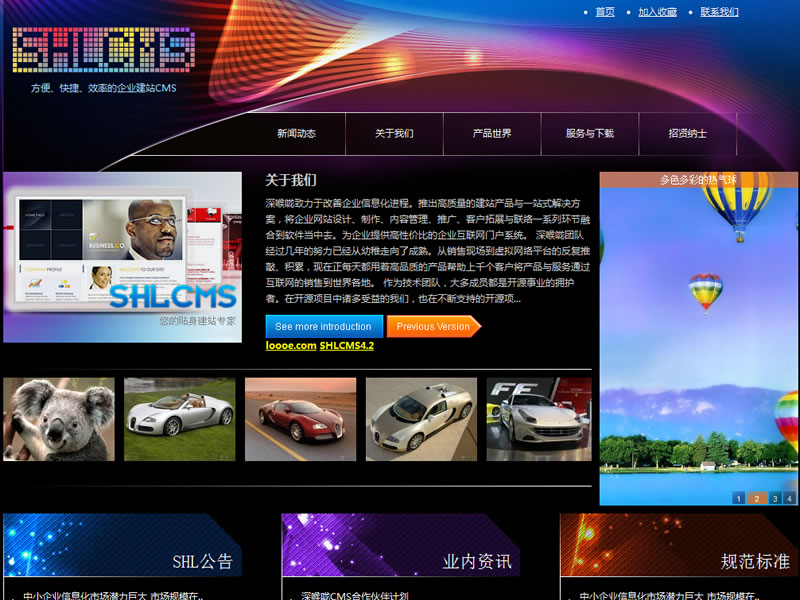 首页
加入收藏
联系我们
SHLCMS
方便、快捷、效率的企业建站CMS
新闻动态
关于我们
产品世界
服务与下载
招贤纳士
BUSINESS.CO
COMPANY PROFILE
WELCOME TO OUR SITE!
SHLCMS
您的贴身建站专家
关于我们
深喉咙致力于改善企业信息化进程。推出高质量的建站产品与一站式解决方
案，将企业网站设计、制作、内容管理、推广、客户拓展与联络一系列环节融
合到软件当中去。为企业提供高性价比的企业互联网门户系统。 深喉咙团队
经过几年的努力已经从幼稚走向了成熟。从销售现场到虚拟网络平台的反复推
敲、积累，现在正每天都用着高品质的产品帮助上千个客户将产品与服务通过
互联网的销售到世界各地。 作为技术团队，大多成员都是开源事业的拥护
者。在开源项目中诸多受益的我们，也在不断支持的开源项...
See more introduction
Previous Version
loooe.com SHLCMS4.2
多色多彩的热气球
1 2 3 4
FF
SHL公告
业内资讯
规范标准
中小企业信息化市场潜力巨大 市场规模在..
深喉咙CMS合作伙伴计划
中小企业信息化市场潜力巨大 市场规模在..